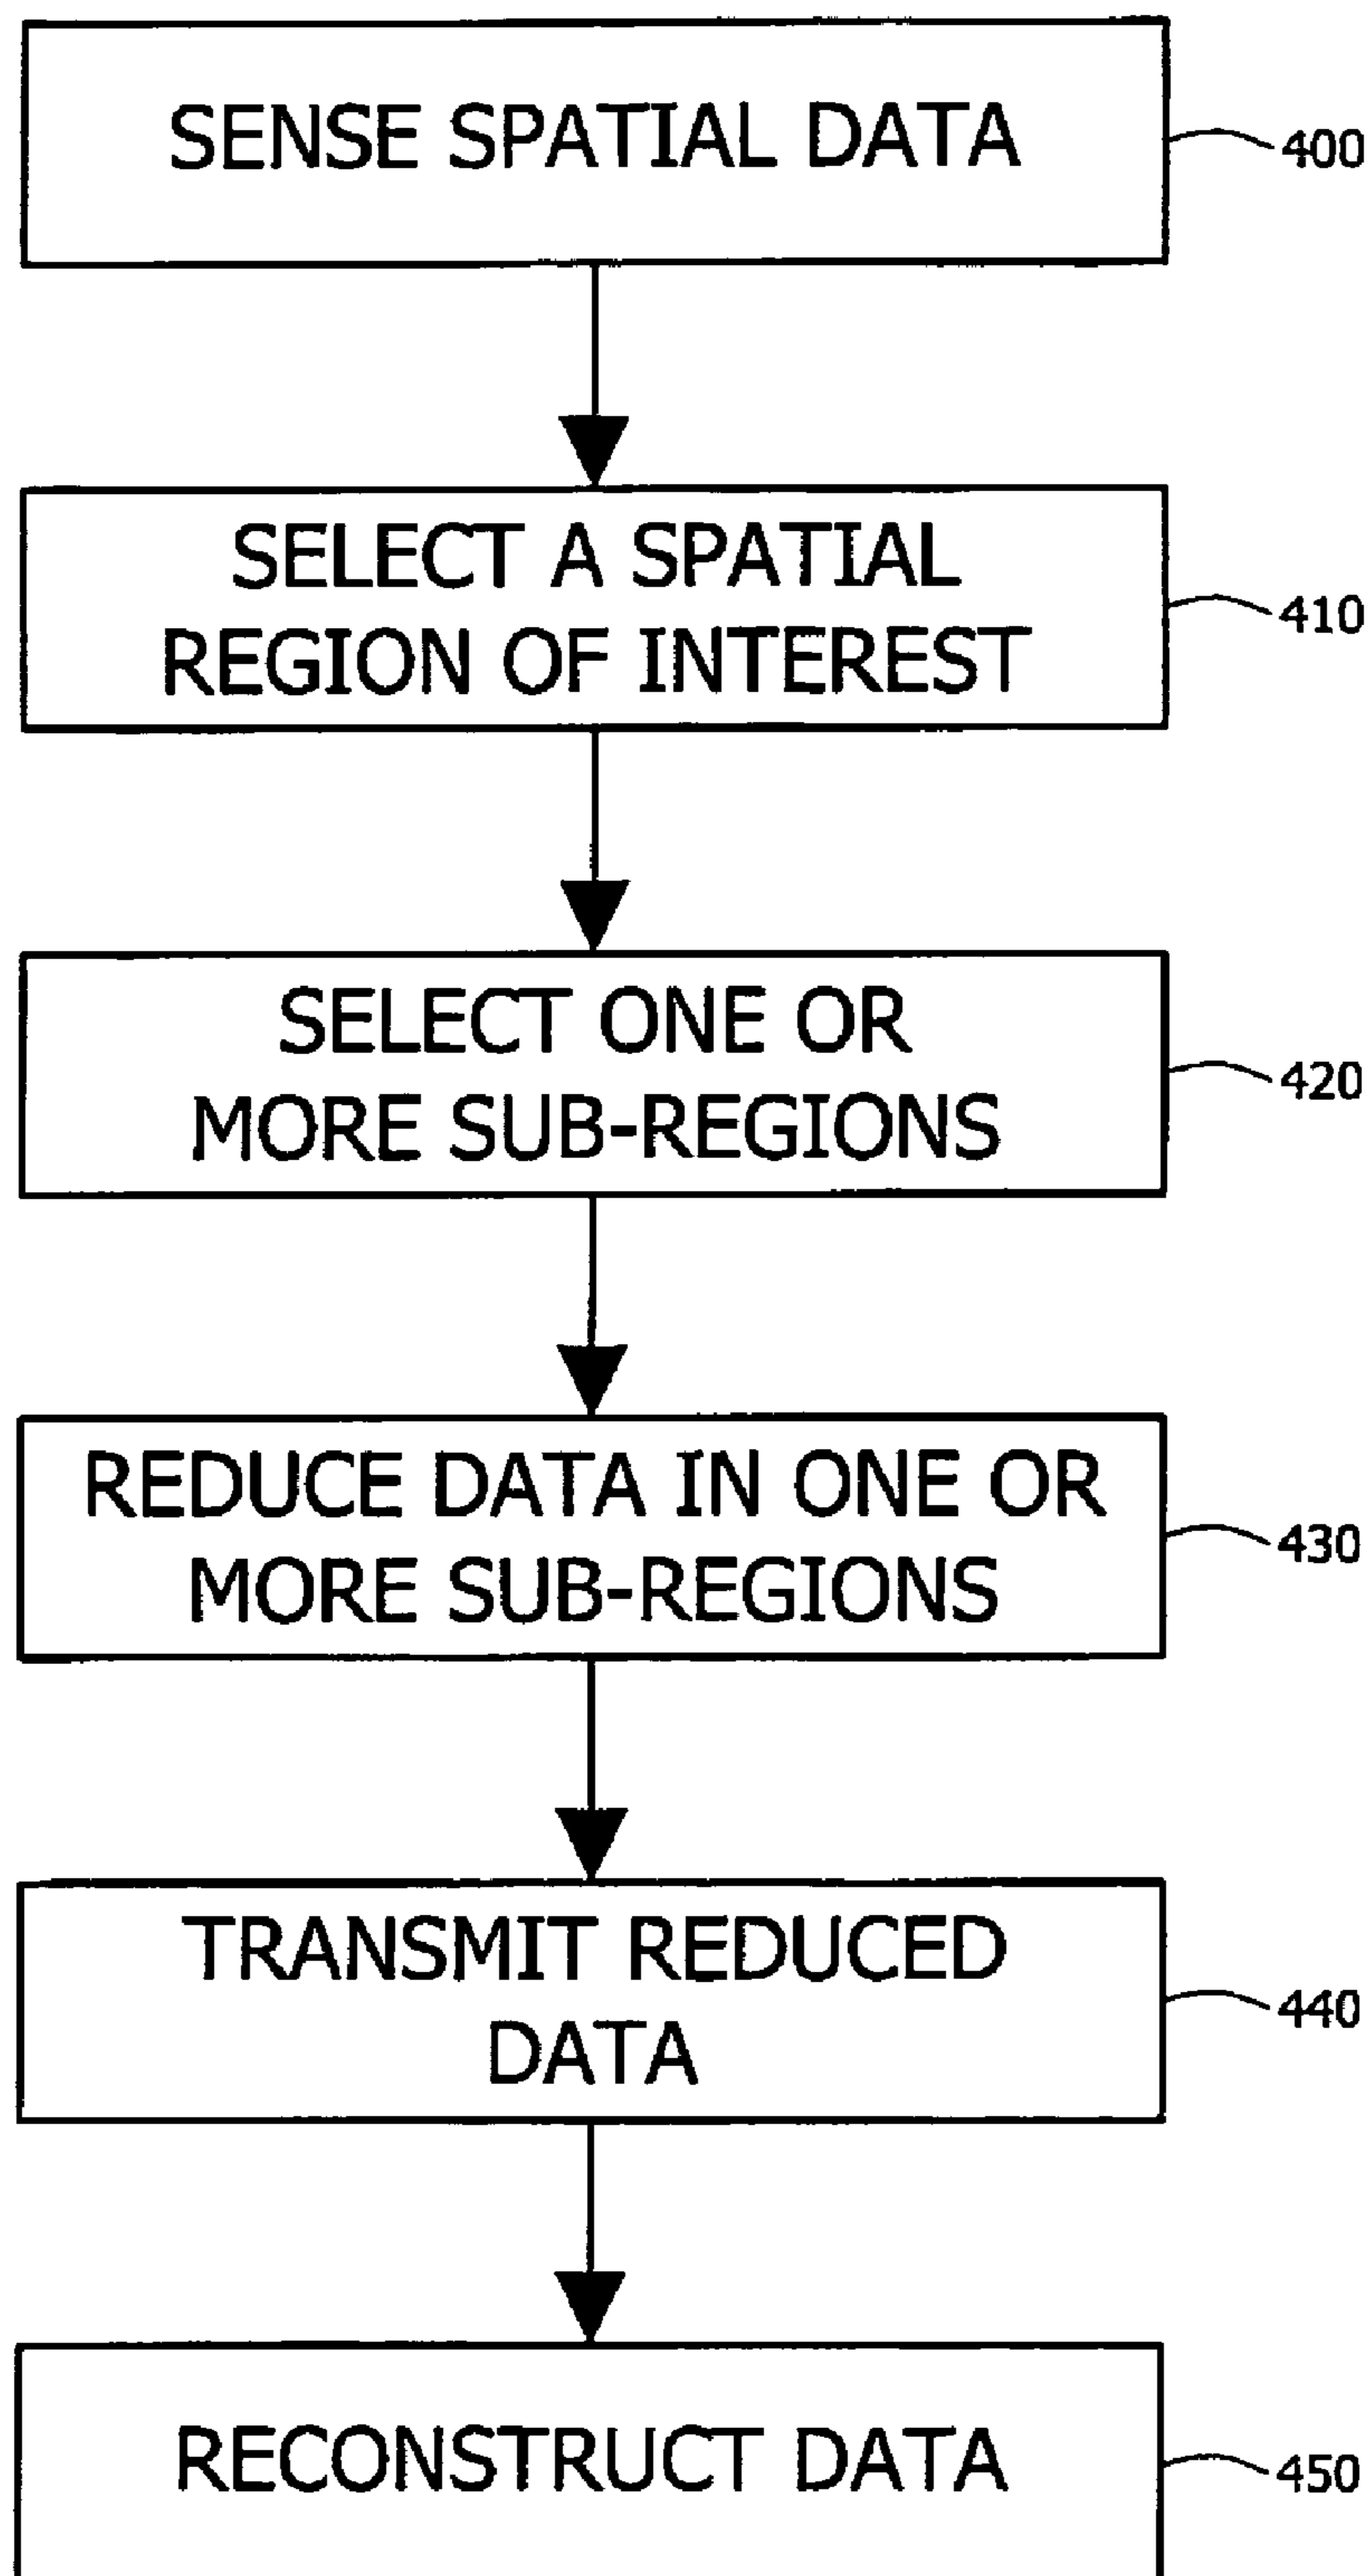 SENSE SPATIAL DATA
400
SELECT A SPATIAL
REGION OF INTEREST
410
SELECT ONE OR
MORE SUB-REGIONS
420
REDUCE DATA IN ONE OR
MORE SUB-REGIONS
430
TRANSMIT REDUCED
DATA
440
RECONSTRUCT DATA
450